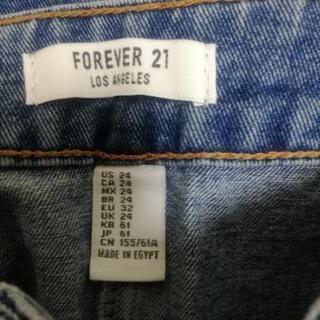 FOREVER 21
LOS ANGELES
US 24
CA 24
MX 24
BR 24
EU 32
UK 24
KR 61
JP 61
CN 155/61A
MADE IN EGYPT